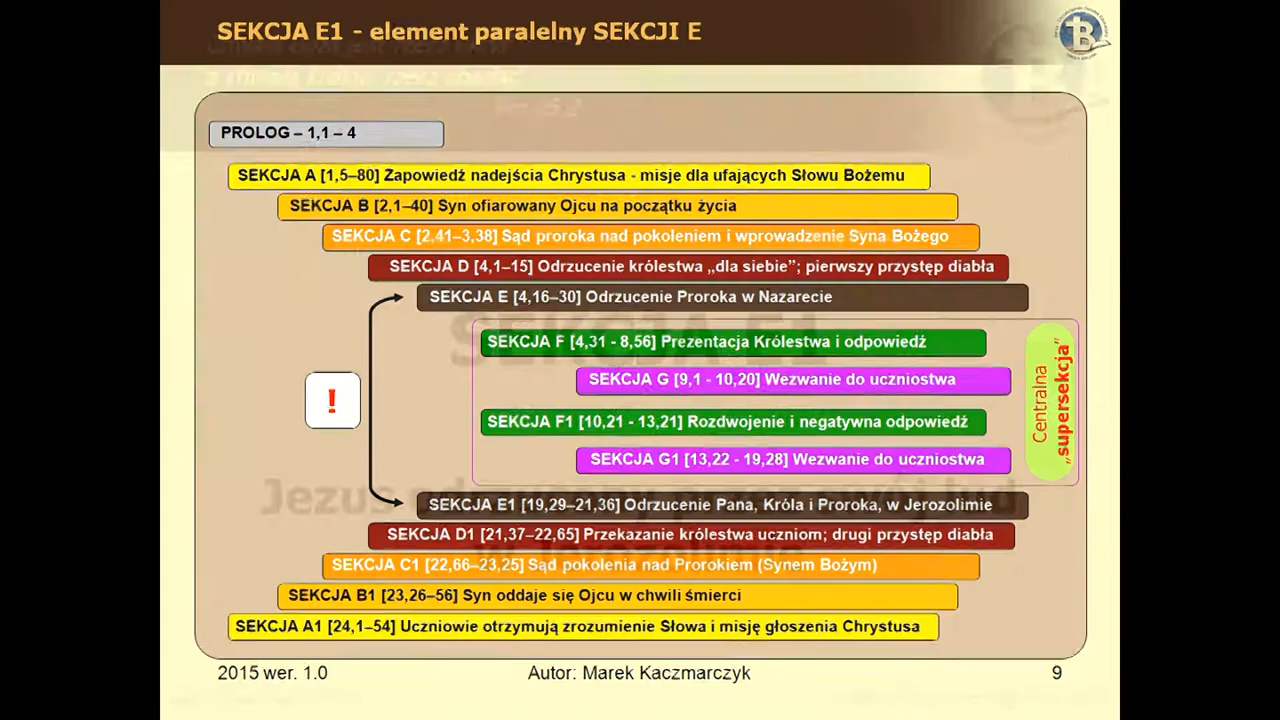 SEKCJA E1 - element paralelny SEKCJI E
PROLOG – 1,1 – 4
SEKCJA A [1,5–80] Zapowiedź nadejścia Chrystusa - misje dla ufających Słowu Bożemu
SEKCJA B [2,1–40] Syn ofiarowany Ojcu na początku życia
SEKCJA C [2,41–3,38] Sąd proroka nad pokoleniem i wprowadzenie Syna Bożego
SEKCJA D [4,1–15] Odrzucenie królestwa „dla siebie”; pierwszy przystęp diabła
SEKCJA E [4,16–30] Odrzucenie Proroka w Nazarecie
SEKCJA E1
SEKCJA F [4,31 - 8,56] Prezentacja Królestwa i odpowiedź
SEKCJA G [9,1 - 10,20] Wezwanie do uczniostwa
SEKCJA F1 [10,21 - 13,21] Rozdwojenie i negatywna odpowiedź
SEKCJA G1 [13,22 - 19,28] Wezwanie do uczniostwa
Centralna
„supersekcja”
!
SEKCJA E1 [19,29–21,36] Odrzucenie Pana, Króla i Proroka, w Jerozolimie
SEKCJA D1 [21,37–22,65] Przekazanie królestwa uczniom; drugi przystęp diabła
SEKCJA C1 [22,66–23,25] Sąd pokolenia nad Prorokiem (Synem Bożym)
SEKCJA B1 [23,26–56] Syn oddaje się Ojcu w chwili śmierci
SEKCJA A1 [24,1–54] Uczniowie otrzymują zrozumienie Słowa i misję głoszenia Chrystusa
2015 wer. 1.0
Autor: Marek Kaczmarczyk
9